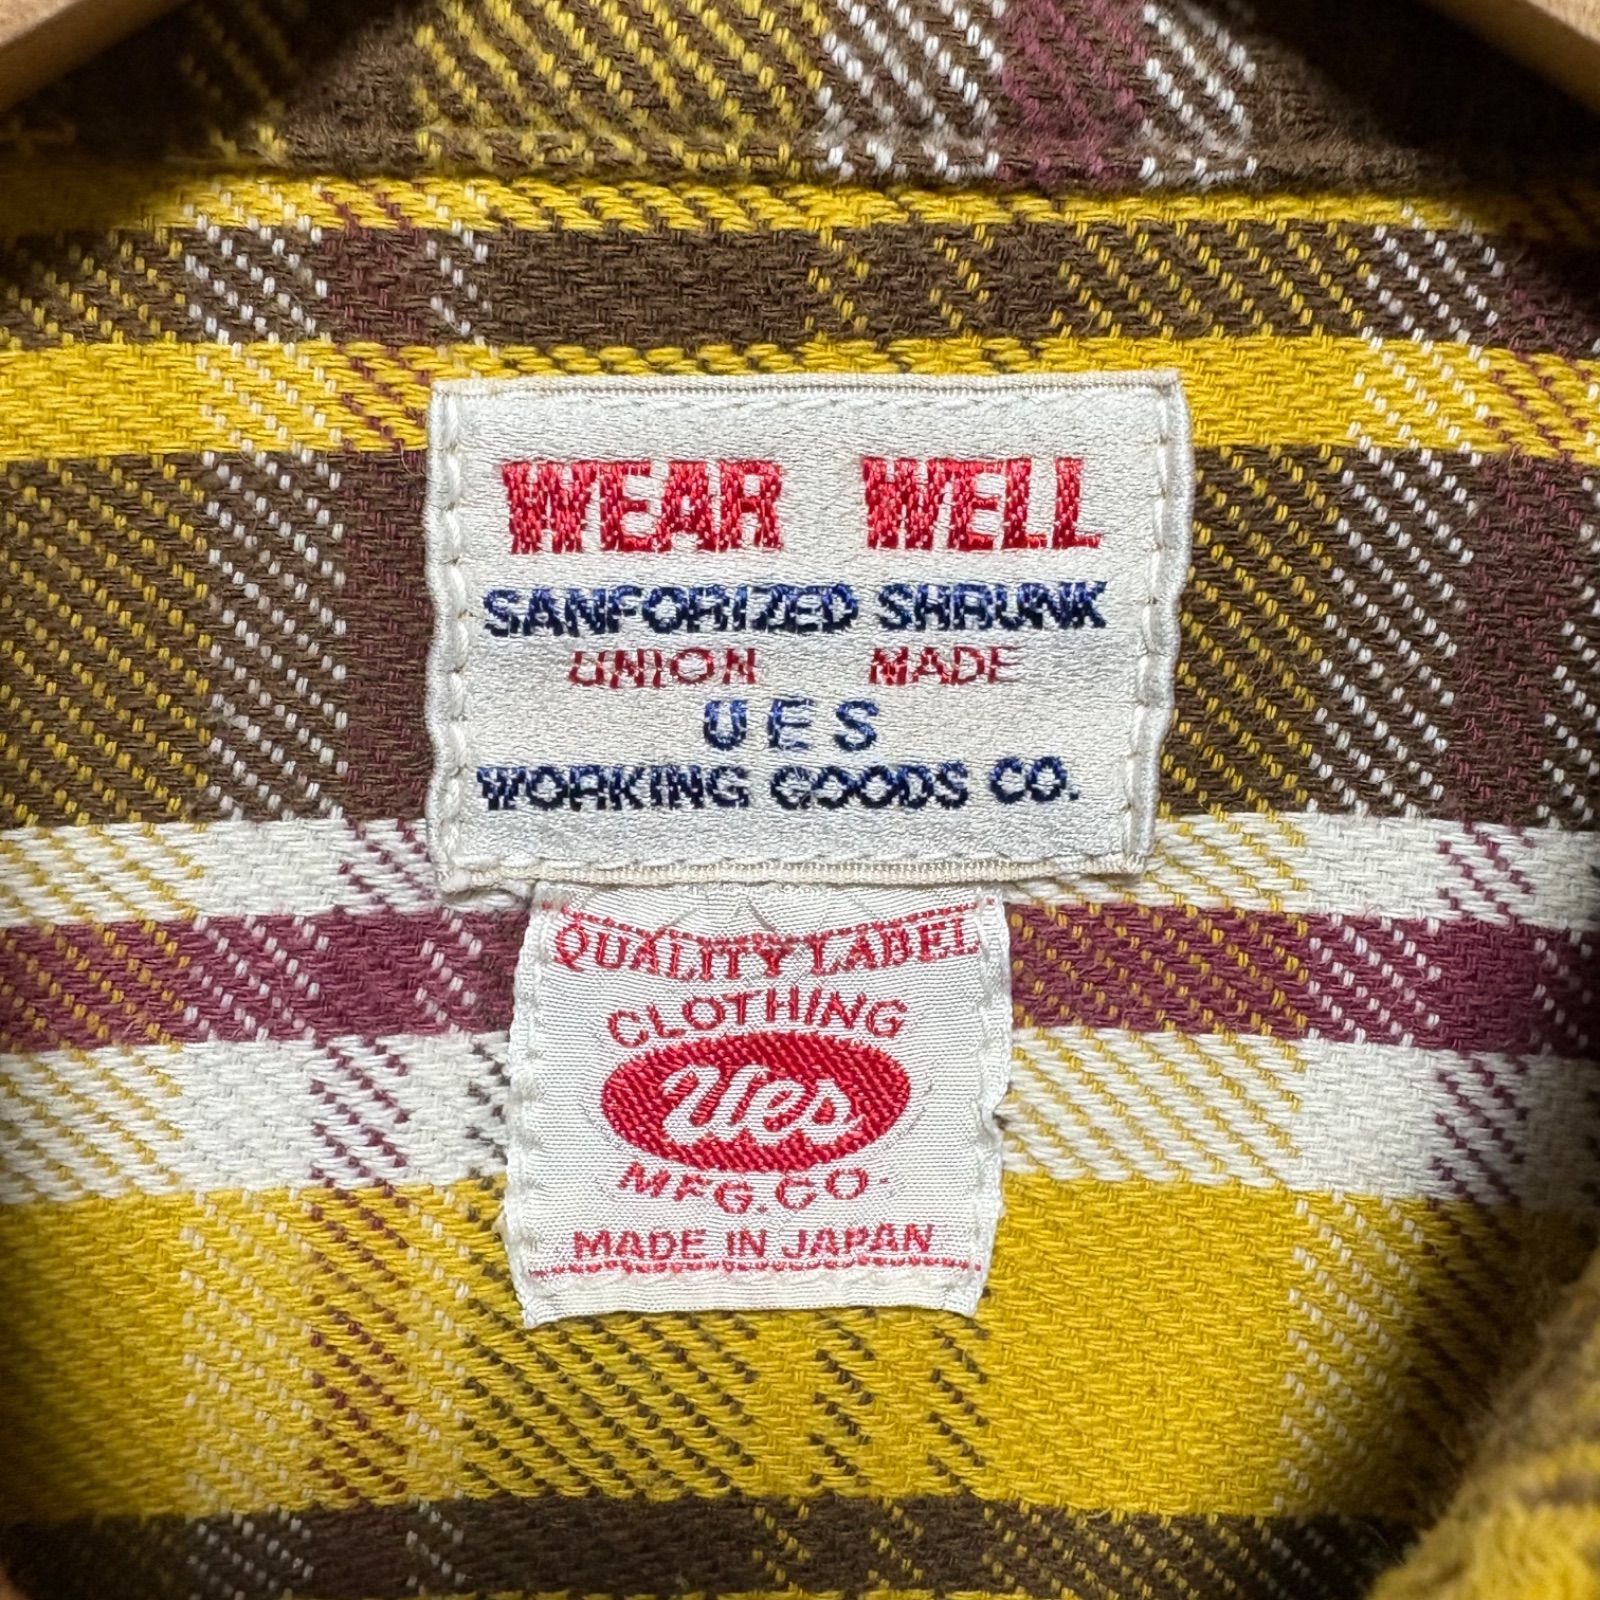 WEAR WELL
SANFORIZED SHRUNK
UNION MADE
UES
WORKING GOODS CO.
QUALITY LABEL
CLOTHING
Ues
MFG.CO.
MADE IN JAPAN